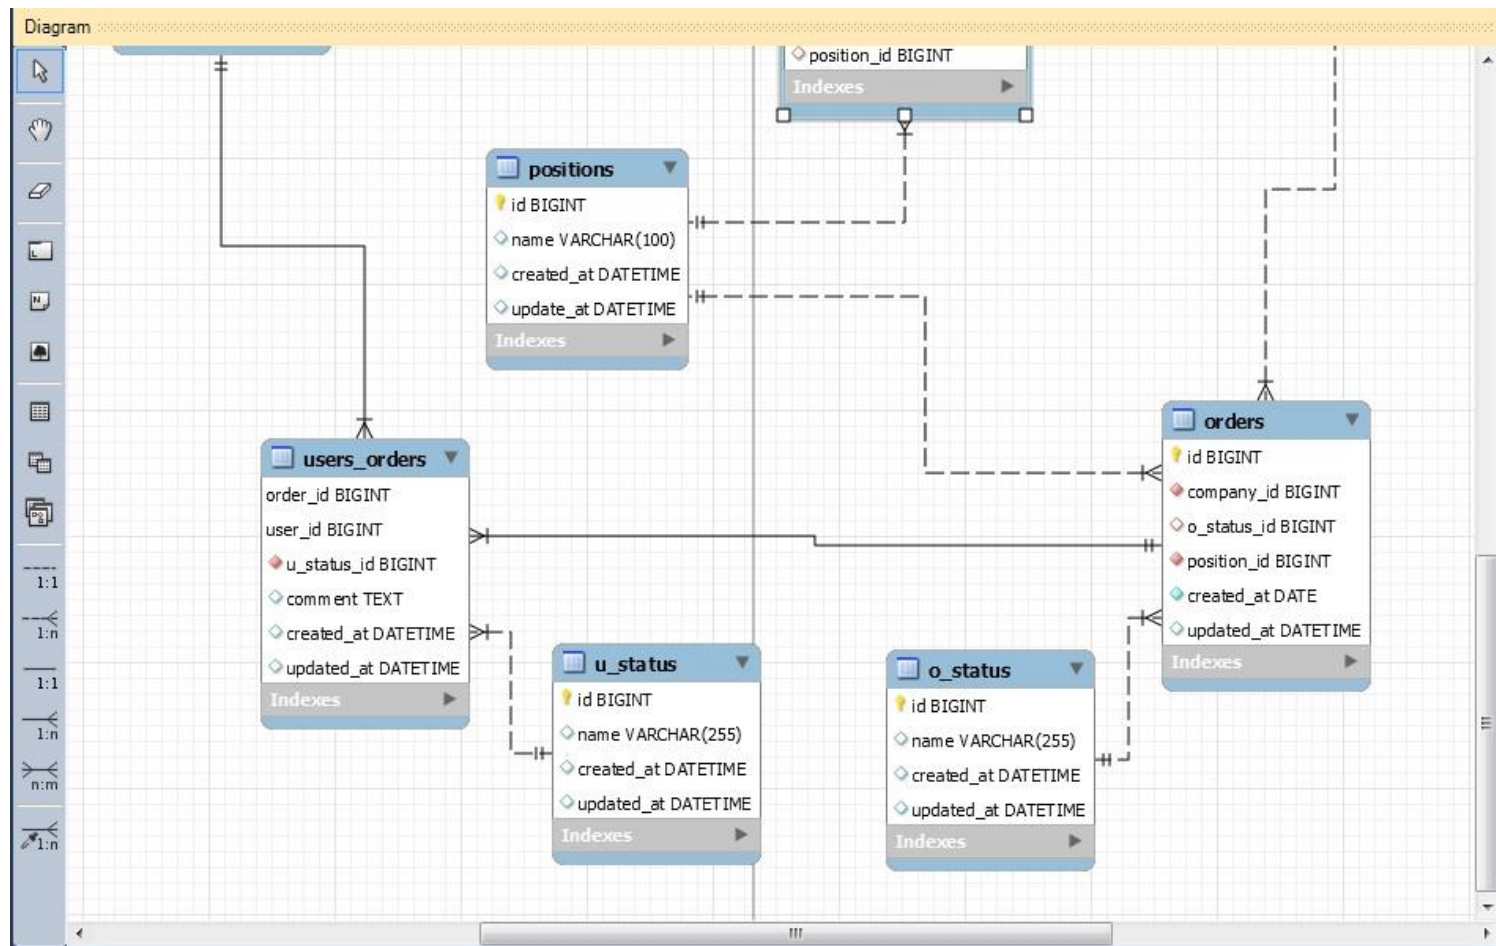 Diagram
position_id BIGINT
Indexes
positions
id BIGINT
name VARCHAR(100)
created_at DATETIME
update_at DATETIME
Indexes
users_orders
order_id BIGINT
user_id BIGINT
u_status_id BIGINT
comment TEXT
created_at DATETIME
updated_at DATETIME
Indexes
orders
id BIGINT
company_id BIGINT
o_status_id BIGINT
position_id BIGINT
created_at DATE
updated_at DATETIME
Indexes
u_status
id BIGINT
name VARCHAR(255)
created_at DATETIME
updated_at DATETIME
Indexes
o_status
id BIGINT
name VARCHAR(255)
created_at DATETIME
updated_at DATETIME
Indexes
L
N
1:1
1:n
1:1
1:n
n:m
1:n